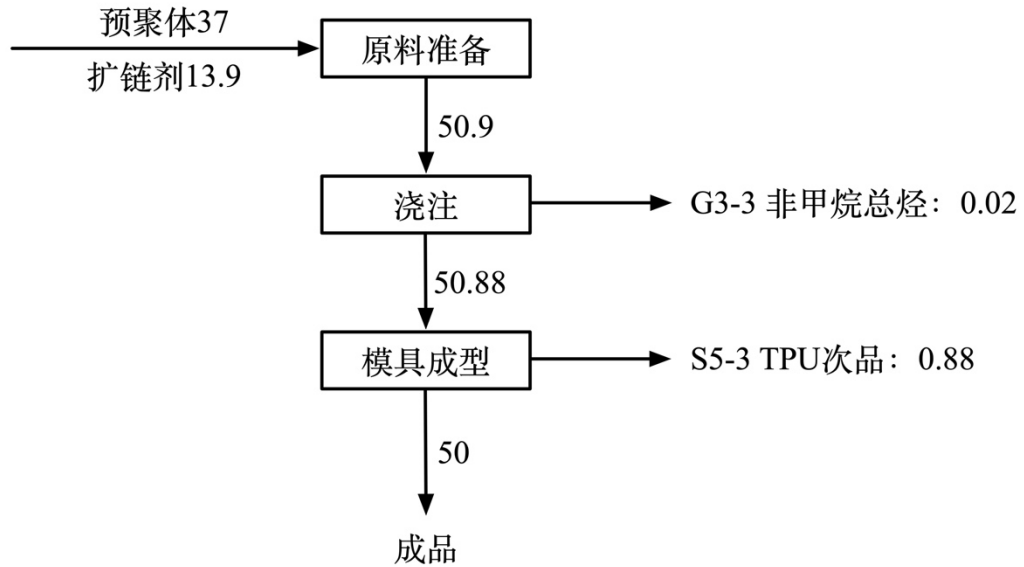 预聚体37
扩链剂13.9
原料准备
50.9
浇注
G3-3 非甲烷总烃：0.02
50.88
模具成型
S5-3 TPU次品：0.88
50
成品